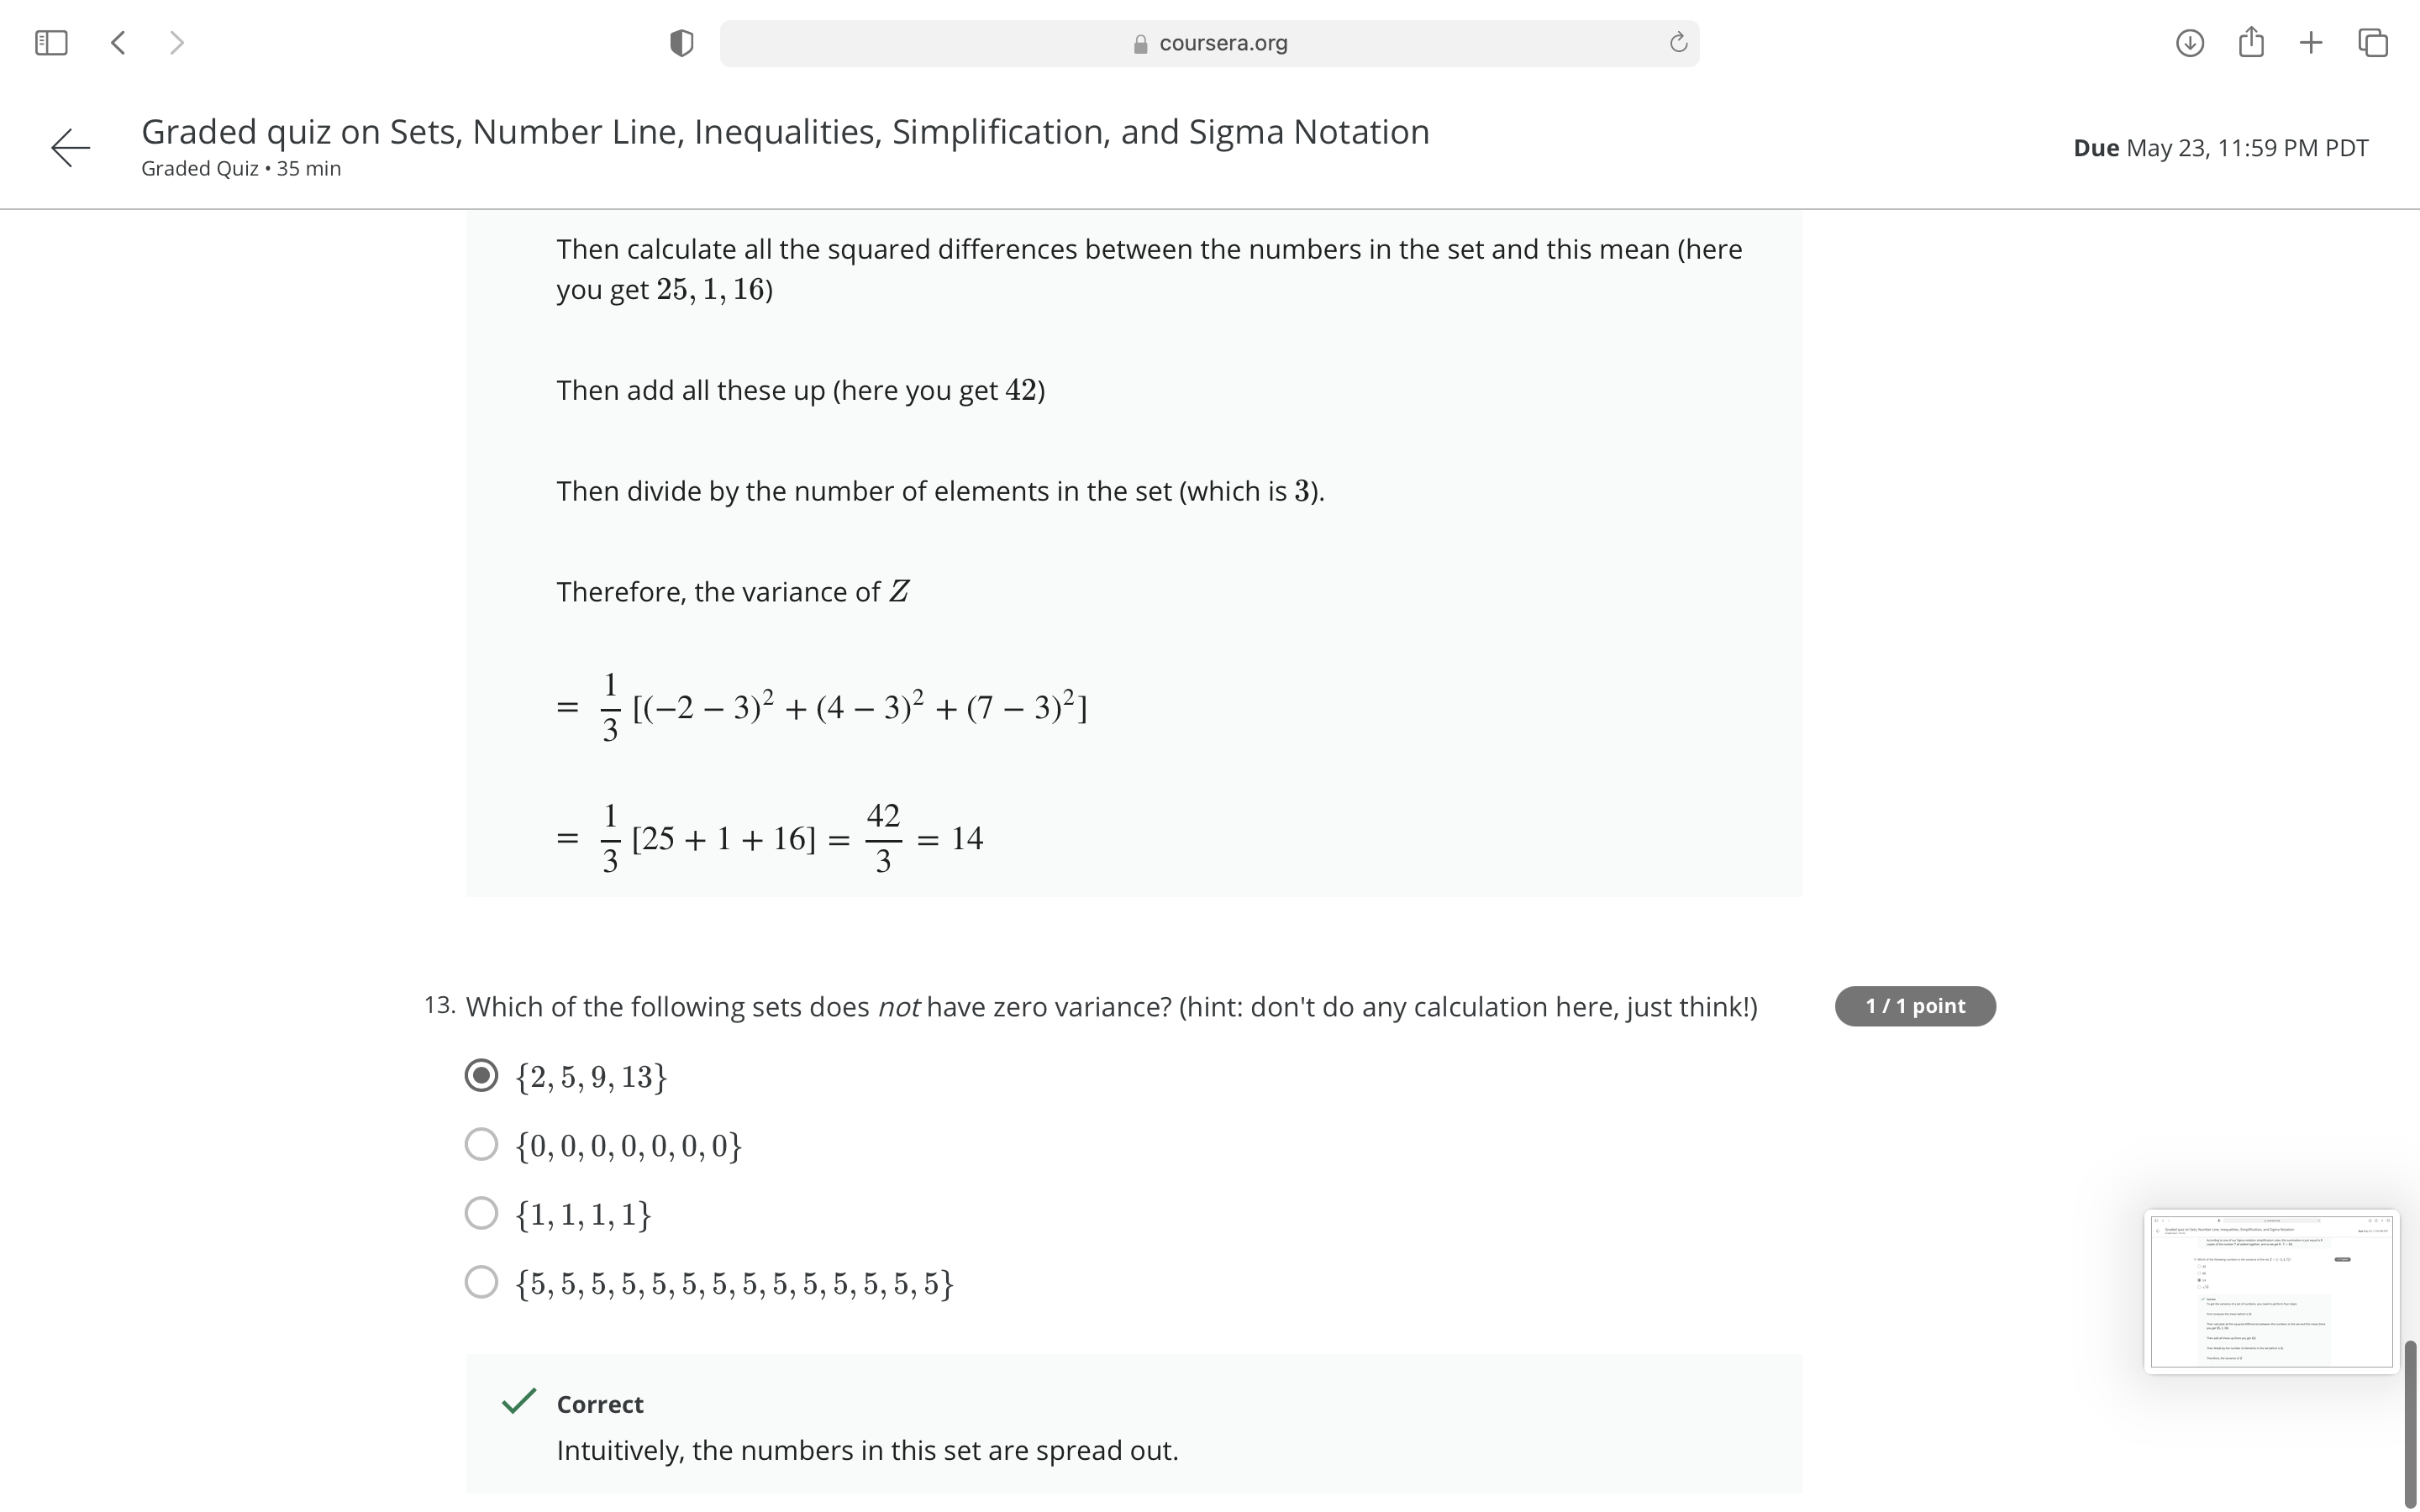 coursera.org
Graded quiz on Sets, Number Line, Inequalities, Simplification, and Sigma Notation
Graded Quiz • 35 min
Due May 23, 11:59 PM PDT
Then calculate all the squared differences between the numbers in the set and this mean (here
you get 25, 1, 16)
Then add all these up (here you get 42)
Then divide by the number of elements in the set (which is 3).
Therefore, the variance of Z
= 1/3 [(−2 − 3)² + (4 − 3)² + (7 − 3)²]
= 1/3 [25 + 1 + 16] = 42/3 = 14
13. Which of the following sets does not have zero variance? (hint: don't do any calculation here, just think!)
1 / 1 point
{2, 5, 9, 13}
{0, 0, 0, 0, 0, 0, 0}
{1, 1, 1, 1}
{5, 5, 5, 5, 5, 5, 5, 5, 5, 5, 5, 5, 5, 5}
Correct
Intuitively, the numbers in this set are spread out.